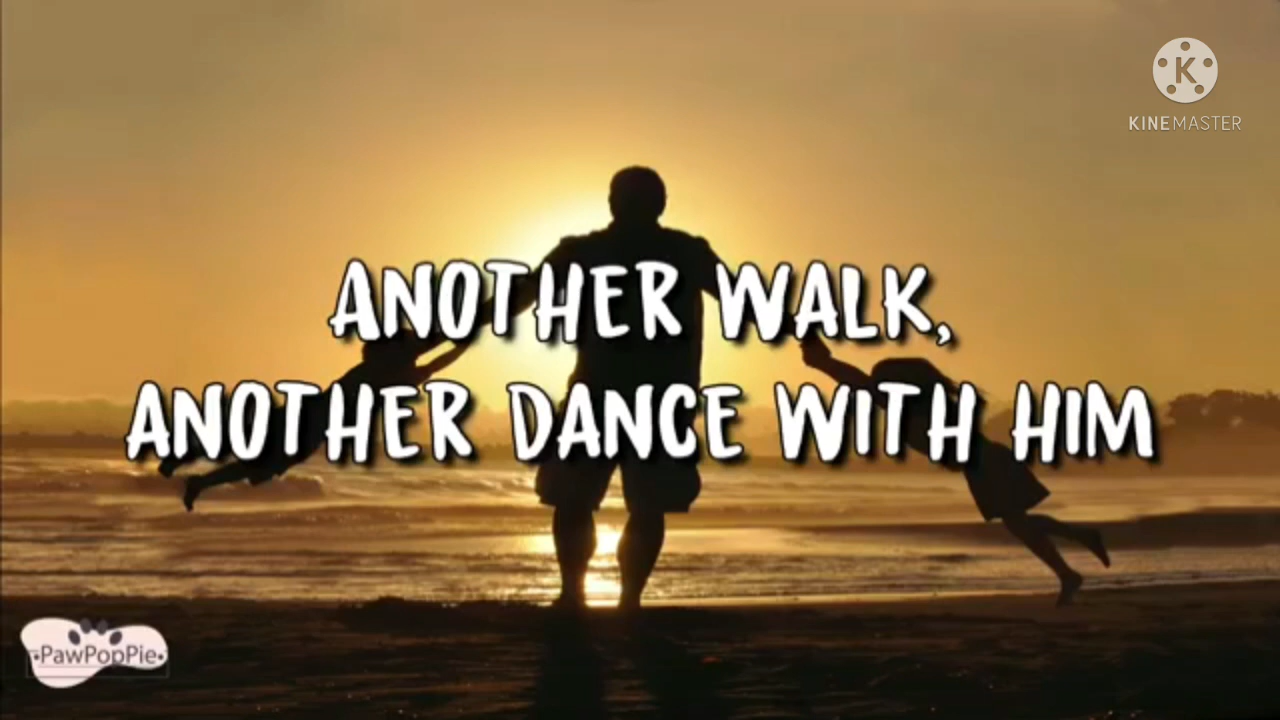 K
KINEMASTER
ANOTHER WALK,
ANOTHER DANCE WITH HIM
•PawPopPie•